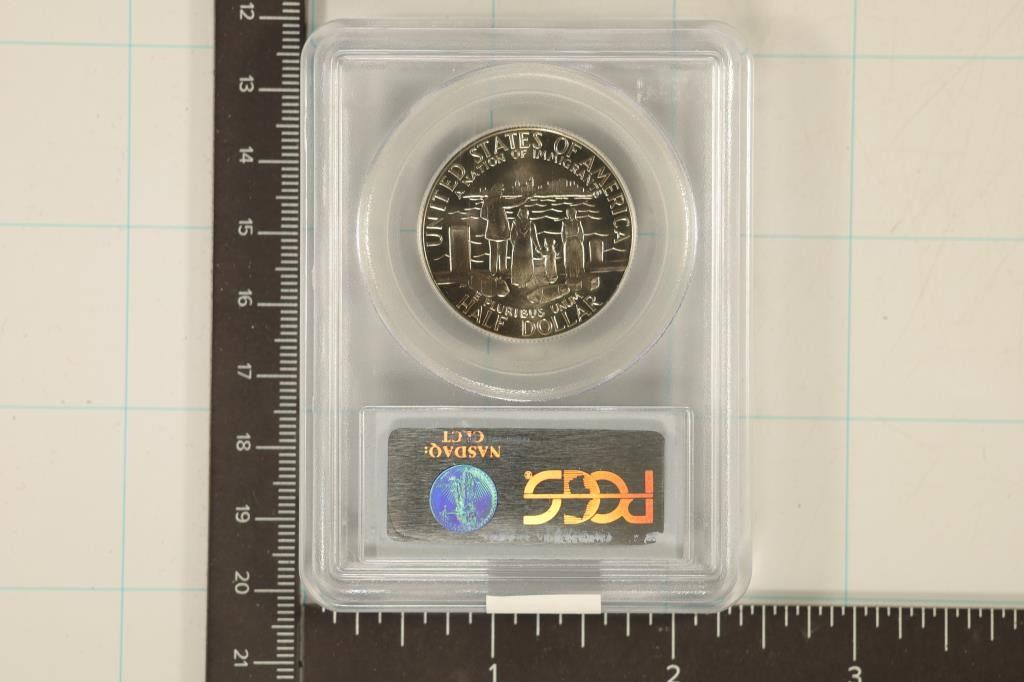 12
13
14
15
16
17
18
19
20
21
UNITED STATES OF AMERICA
A NATION OF IMMIGRANTS
E PLURIBUS UNUM
HALF DOLLAR
NASDAQ:
CLCT
PCGS
1
2
3